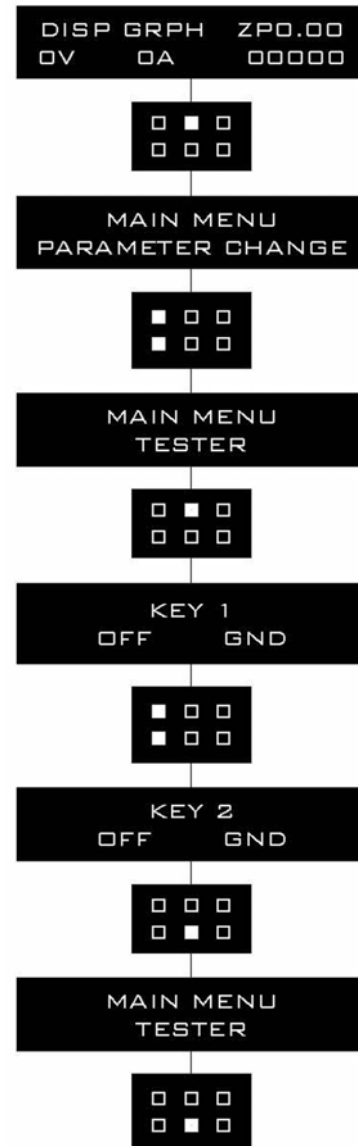 DISP GRPH ZP0.00
0V 0A 00000
MAIN MENU
PARAMETER CHANGE
MAIN MENU
TESTER
KEY 1
OFF GND
KEY 2
OFF GND
MAIN MENU
TESTER